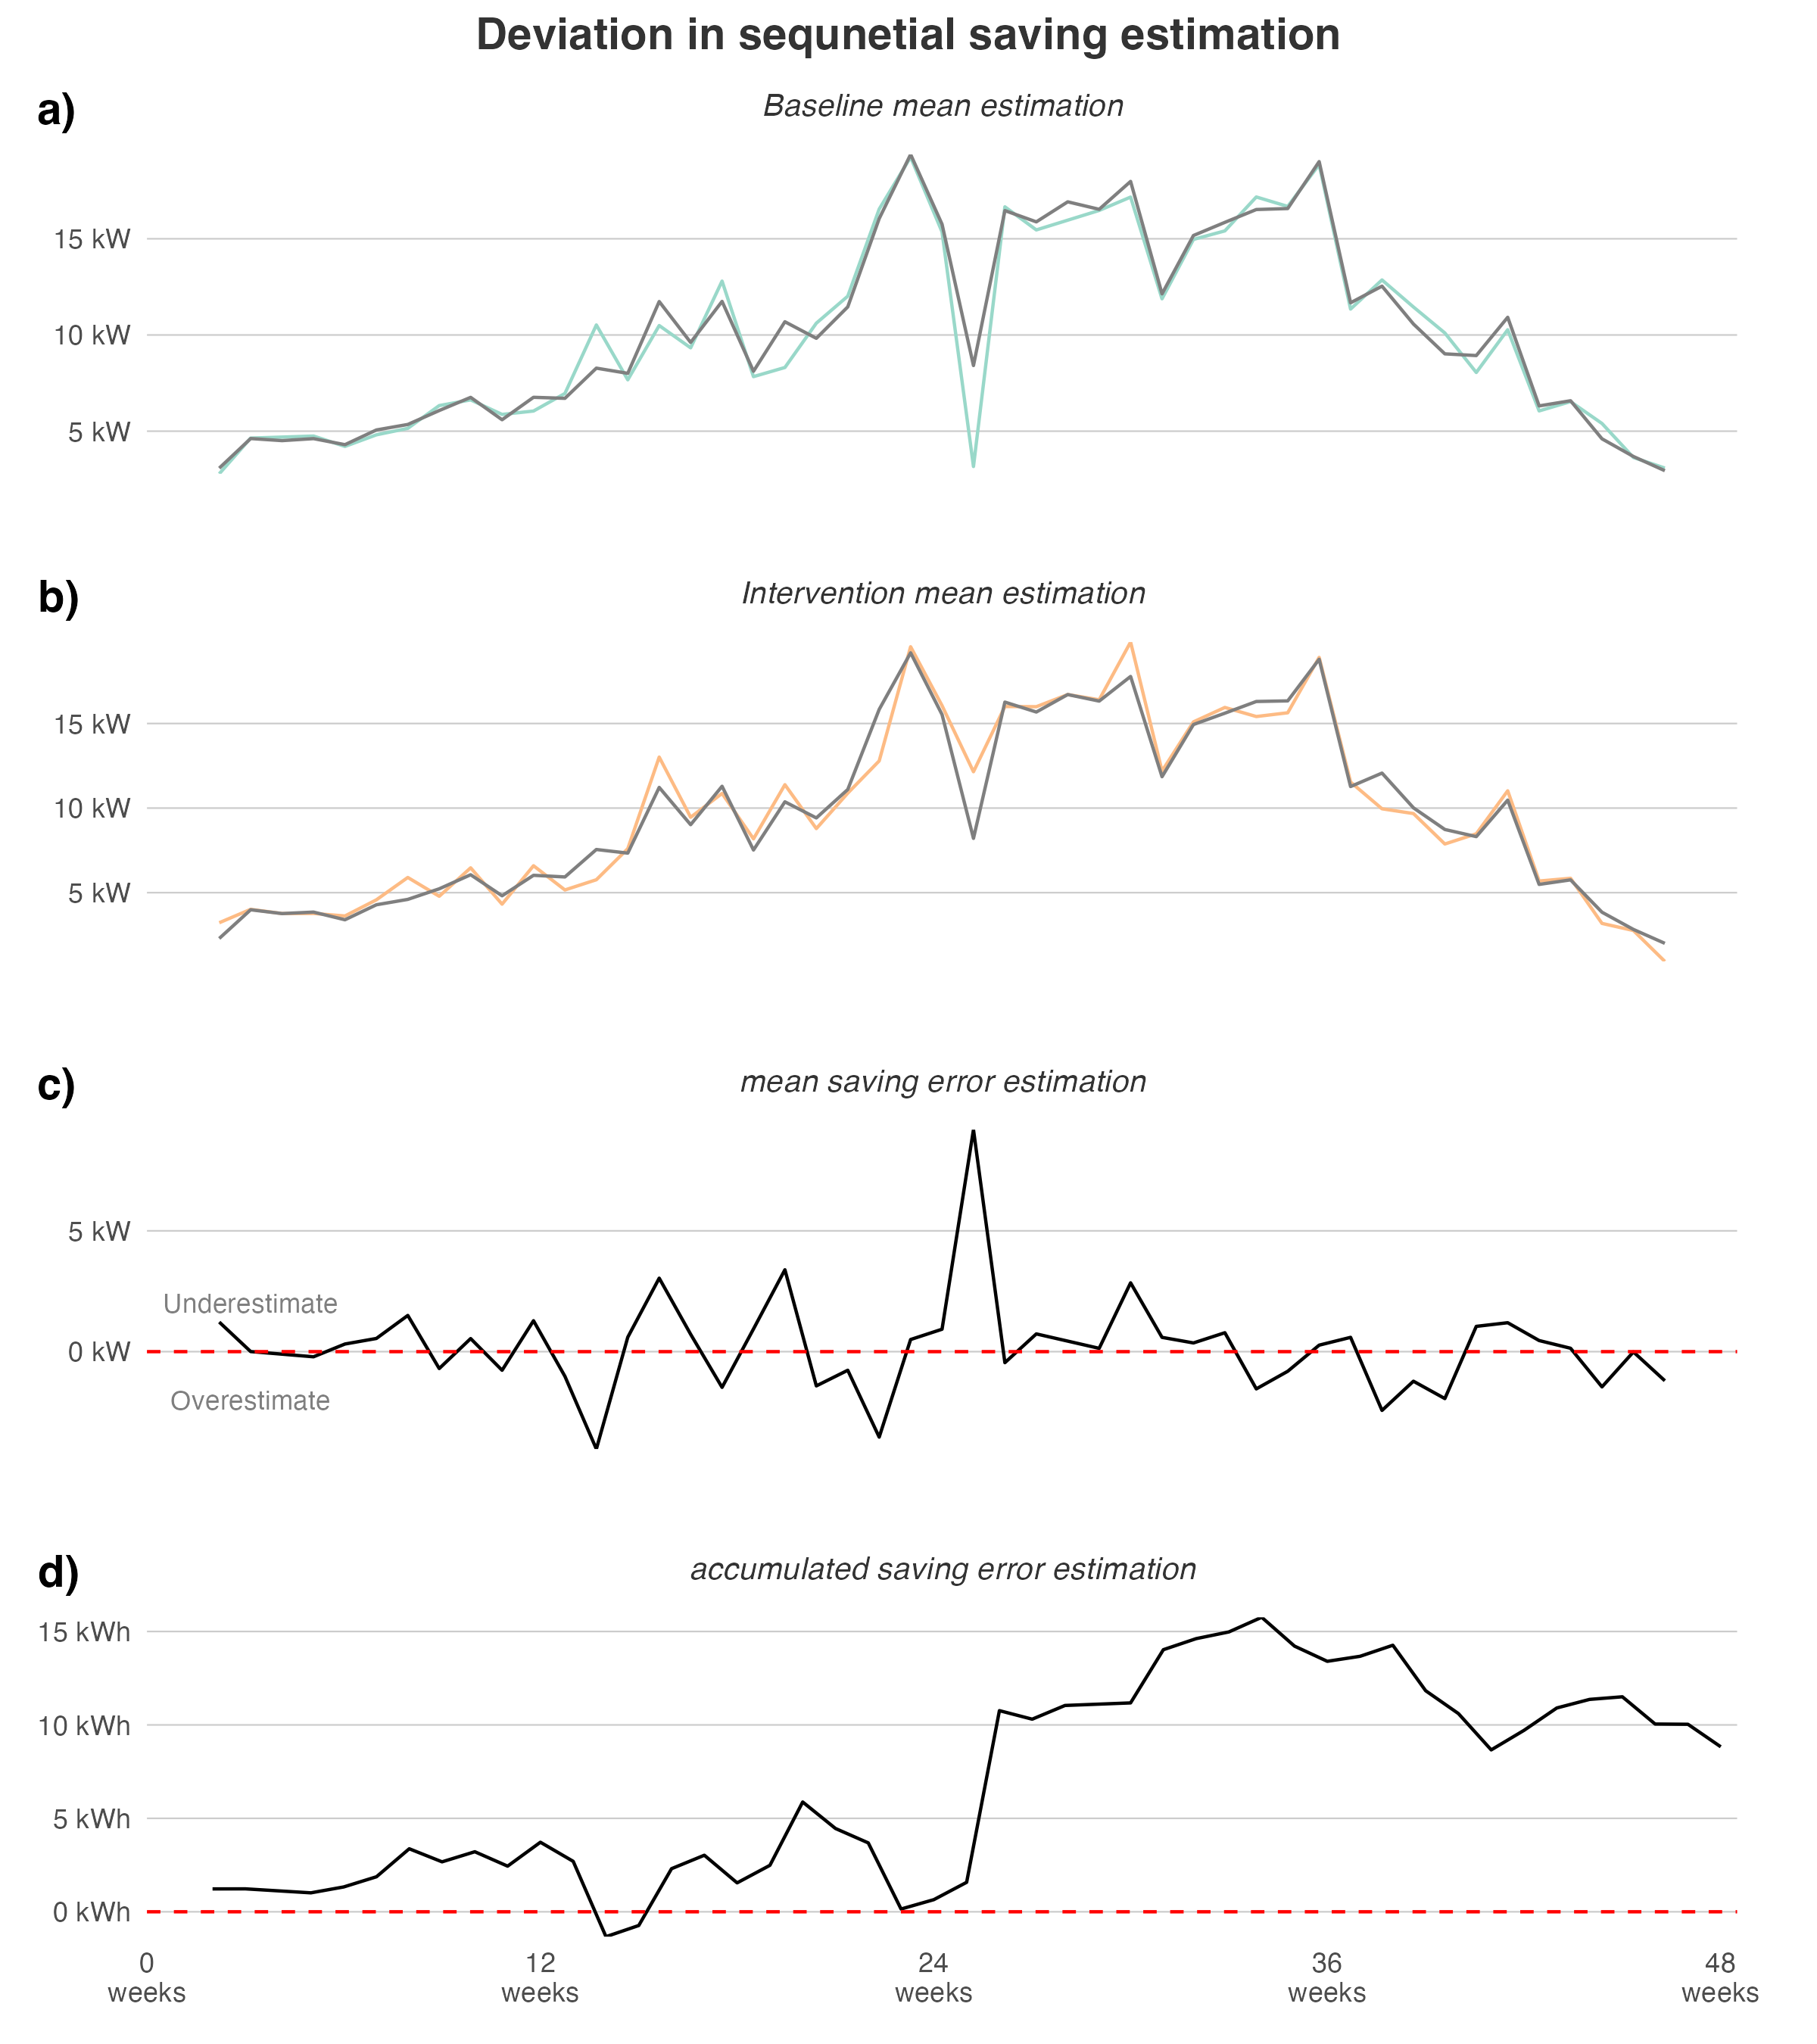 Deviation in sequnetial saving estimation
a)
Baseline mean estimation
15 kW
10 kW
5 kW
b)
Intervention mean estimation
15 kW
10 kW
5 kW
c)
mean saving error estimation
5 kW
Underestimate
0 kW
Overestimate
d)
accumulated saving error estimation
15 kWh
10 kWh
5 kWh
0 kWh
0 12 24 36 48
weeks weeks weeks weeks weeks